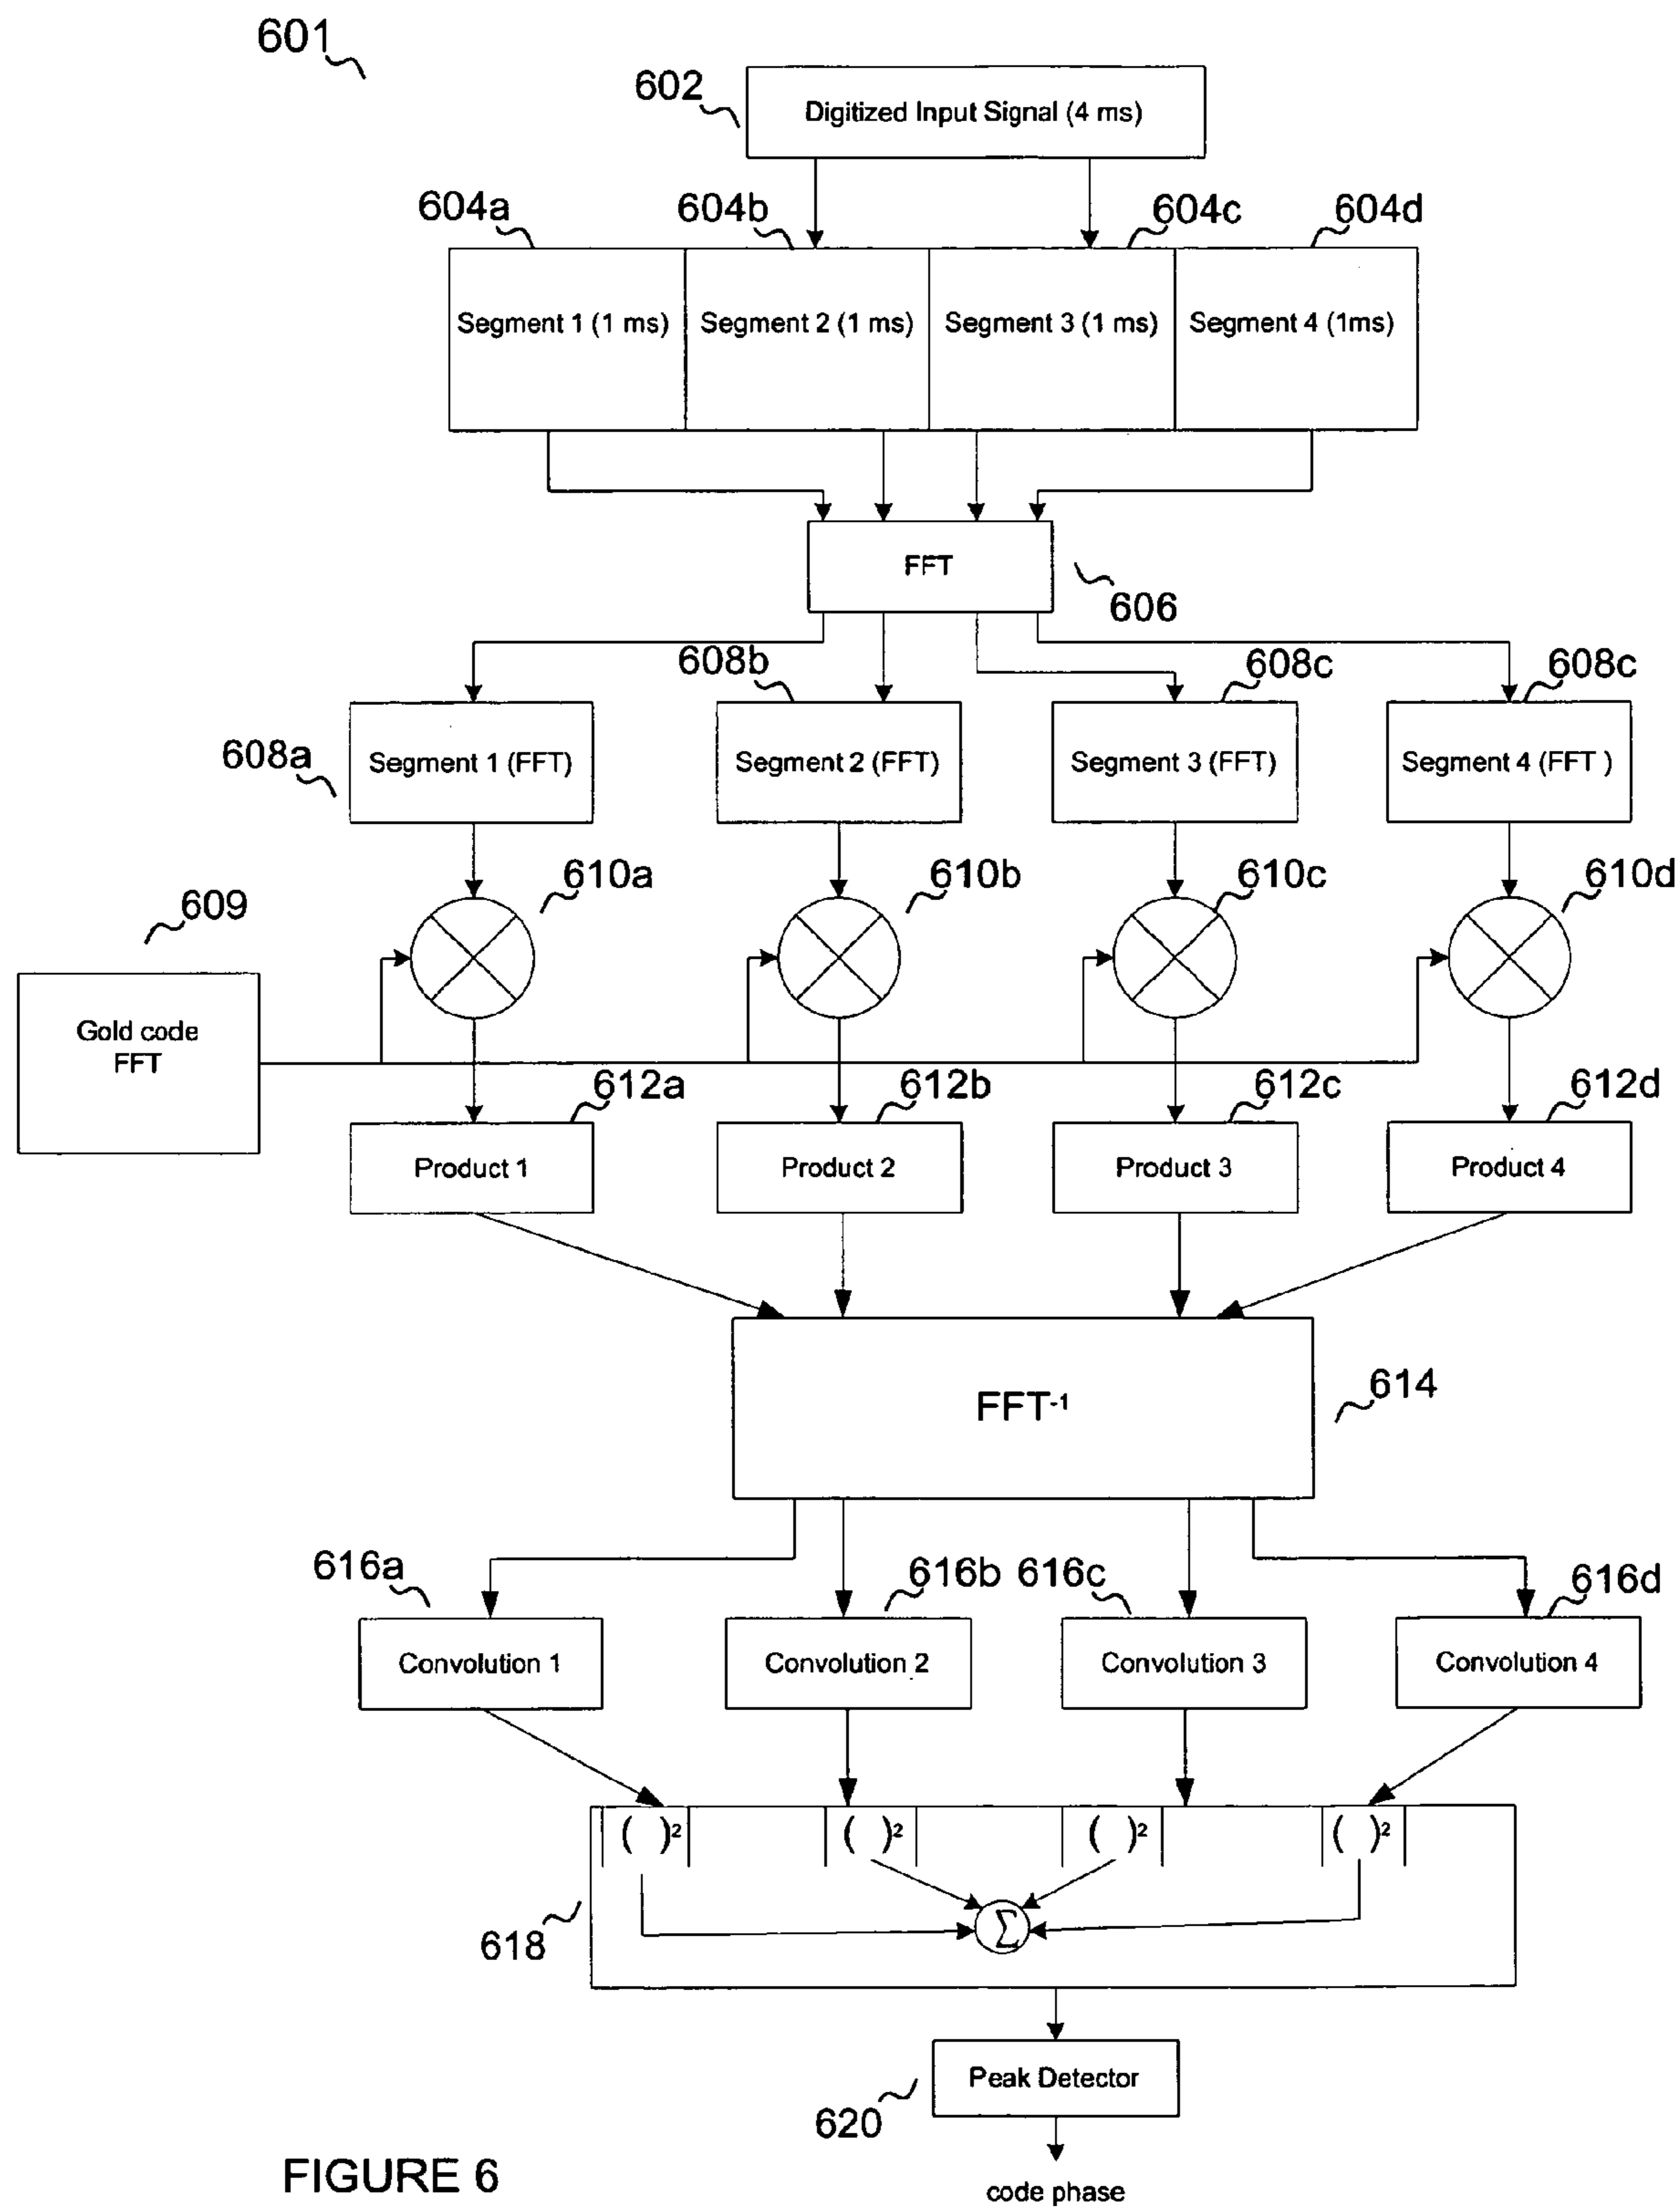 601
602
Digitized Input Signal (4 ms)
604a
604b
604c
604d
Segment 1 (1 ms)
Segment 2 (1 ms)
Segment 3 (1 ms)
Segment 4 (1ms)
FFT
606
608b
608c
608c
608a
Segment 1 (FFT)
Segment 2 (FFT)
Segment 3 (FFT)
Segment 4 (FFT )
609
610a
610b
610c
610d
Gold code
FFT
612a
612b
612c
612d
Product 1
Product 2
Product 3
Product 4
FFT⁻¹
614
616a
616b
616c
616d
Convolution 1
Convolution 2
Convolution 3
Convolution 4
( )²
( )²
( )²
( )²
Σ
618
Peak Detector
620
code phase
FIGURE 6